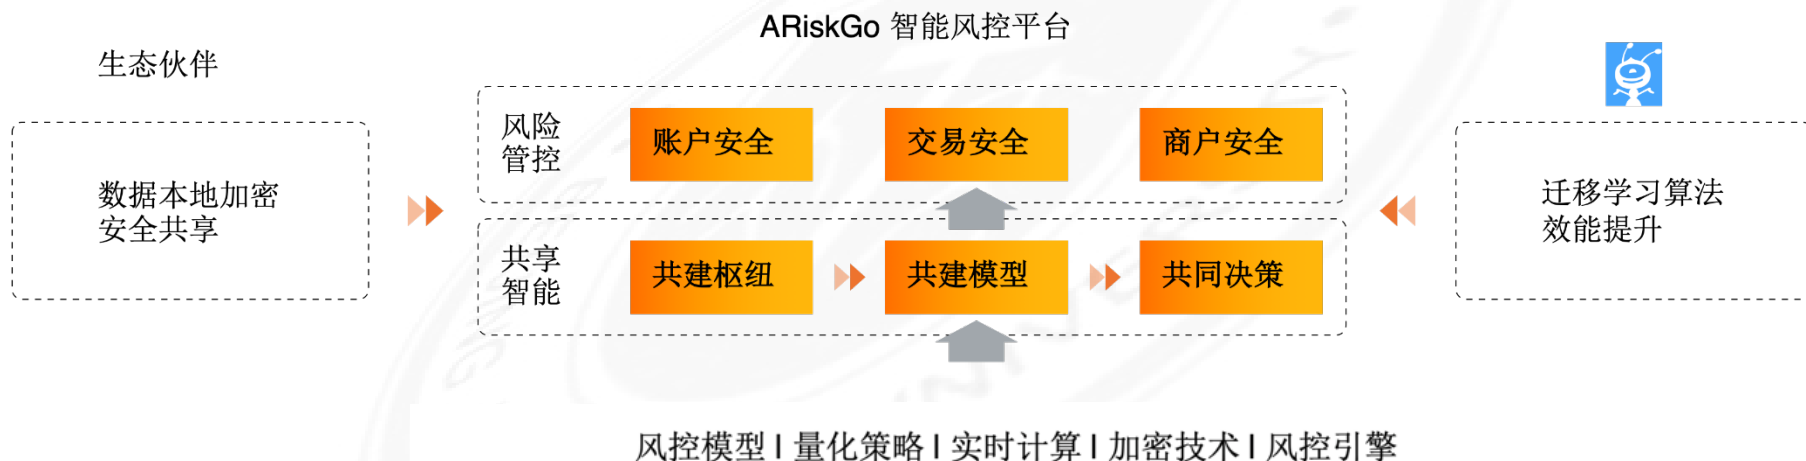 ARiskGo 智能风控平台
生态伙伴
数据本地加密
安全共享
风险
管控
账户安全
交易安全
商户安全
共享
智能
共建枢纽
共建模型
共同决策
迁移学习算法
效能提升
风控模型 | 量化策略 | 实时计算 | 加密技术 | 风控引擎